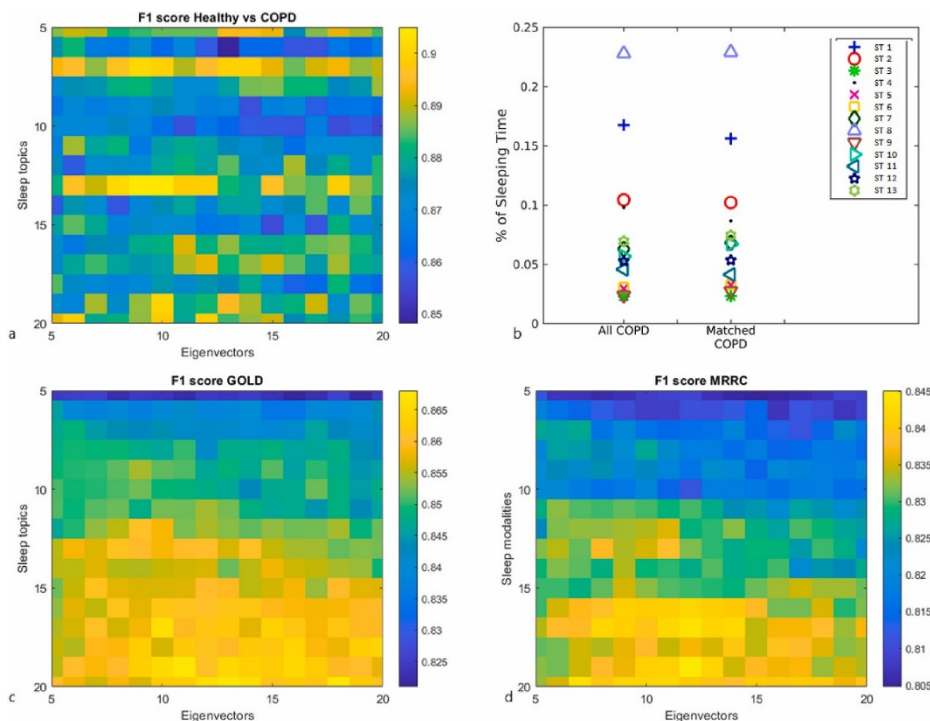 F1 score Healthy vs COPD
5
10
15
20
Sleep topics
5 10 15 20
Eigenvectors
0.9
0.89
0.88
0.87
0.86
0.85
a
0.25
0.2
0.15
0.1
0.05
0
% of Sleeping Time
All COPD
Matched
COPD
ST 1
ST 2
ST 3
ST 4
ST 5
ST 6
ST 7
ST 8
ST 9
ST 10
ST 11
ST 12
ST 13
b
F1 score GOLD
5
10
15
20
Sleep topics
5 10 15 20
Eigenvectors
0.865
0.86
0.855
0.85
0.845
0.84
0.835
0.83
0.825
c
F1 score MRRC
5
10
15
20
Sleep modalities
5 10 15 20
Eigenvectors
0.845
0.84
0.835
0.83
0.825
0.82
0.815
0.81
0.805
d